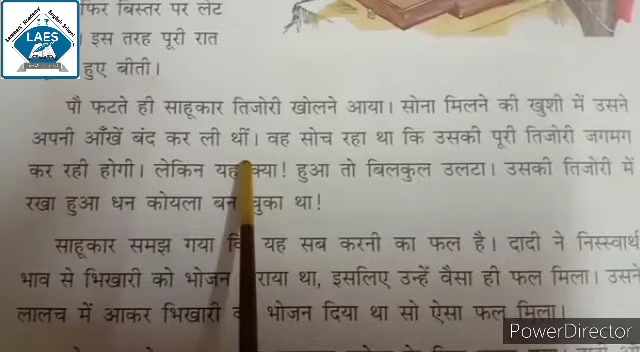 फिर बिस्तर पर लेट
इस तरह पूरी रात
हुए बीती।
पौ फटते ही साहूकार तिजोरी खोलने आया। सोना मिलने की खुशी में उसने
अपनी आँखें बंद कर ली थीं। वह सोच रहा था कि उसकी पूरी तिजोरी जगमग
कर रही होगी। लेकिन यह क्या! हुआ तो बिलकुल उलटा। उसकी तिजोरी में
रखा हुआ धन कोयला बन चुका था!
साहूकार समझ गया कि यह सब करनी का फल है। दादी ने निस्स्वार्थ
भाव से भिखारी को भोजन कराया था, इसलिए उन्हें वैसा ही फल मिला। उसने
लालच में आकर भिखारी को भोजन दिया था सो ऐसा फल मिला।
LAES
PowerDirector